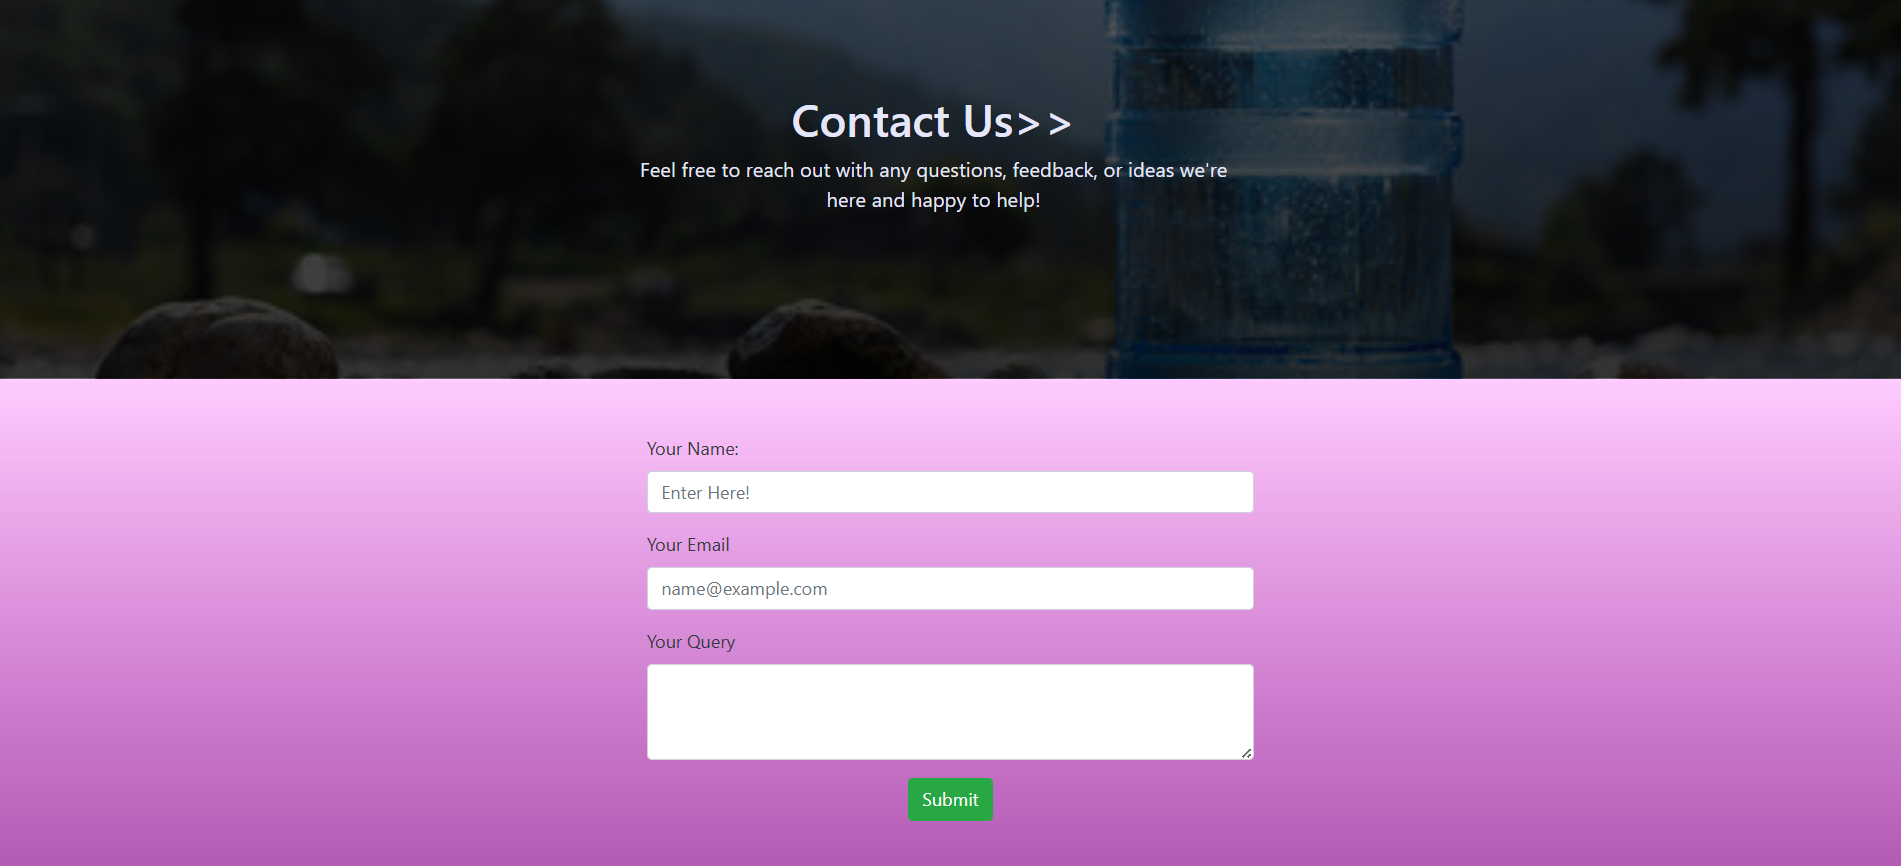 Contact Us>>
Feel free to reach out with any questions, feedback, or ideas we're
here and happy to help!
Your Name:
Enter Here!
Your Email
name@example.com
Your Query
Submit